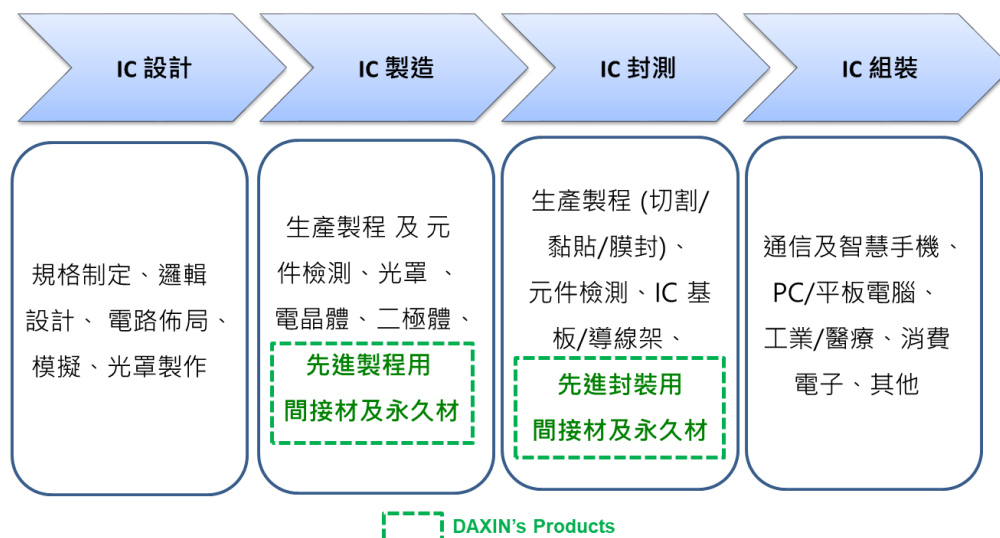 IC 設計
IC 製造
IC 封測
IC 組裝
規格制定、邏輯
設計、 電路佈局、
模擬、光罩製作
生產製程 及 元
件檢測、光罩 、
電晶體、二極體、
先進製程用
間接材及永久材
生產製程 (切割/
黏貼/膜封)、
元件檢測、IC 基
板/導線架、
先進封裝用
間接材及永久材
通信及智慧手機、
PC/平板電腦、
工業/醫療、消費
電子、其他
DAXIN's Products